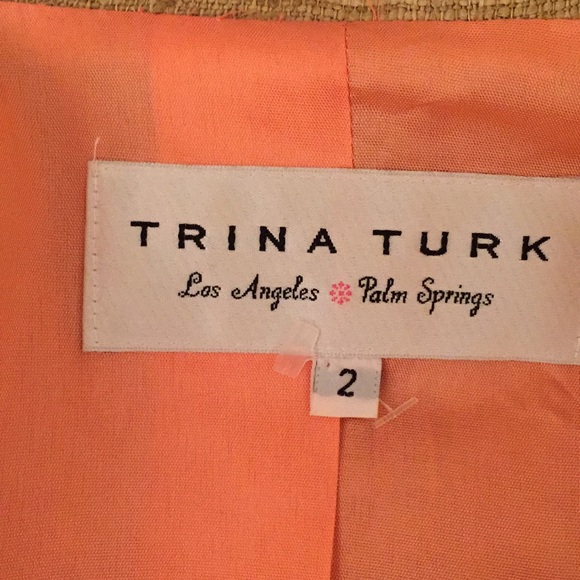 TRINA TURK
Los Angeles Palm Springs
2